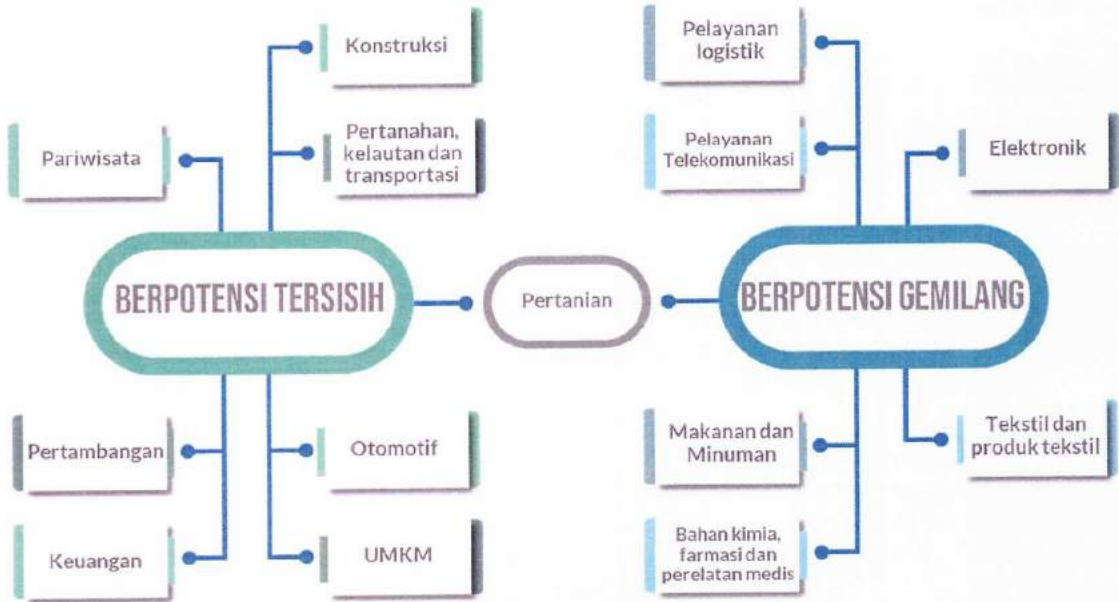 Konstruksi
Pariwisata
Pertanahan,
kelautan dan
transportasi
BERPOTENSI TERSISIH
Pertambangan
Otomotif
Keuangan
UMKM
Pertanian
Pelayanan
logistik
Pelayanan
Telekomunikasi
Elektronik
BERPOTENSI GEMILANG
Makanan dan
Minuman
Tekstil dan
produk tekstil
Bahan kimia,
farmasi dan
perelatan medis